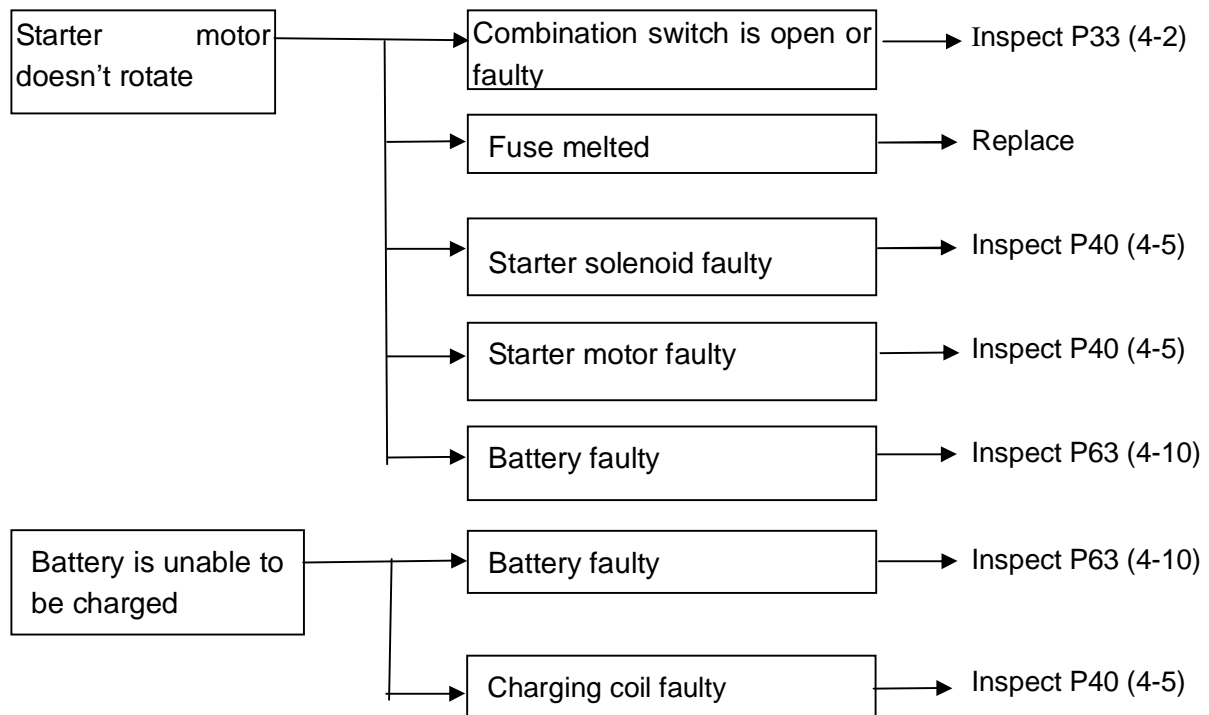 Starter motor
doesn’t rotate
Combination switch is open or
faulty
Inspect P33 (4-2)
Fuse melted
Replace
Starter solenoid faulty
Inspect P40 (4-5)
Starter motor faulty
Inspect P40 (4-5)
Battery faulty
Inspect P63 (4-10)
Battery is unable to
be charged
Battery faulty
Inspect P63 (4-10)
Charging coil faulty
Inspect P40 (4-5)